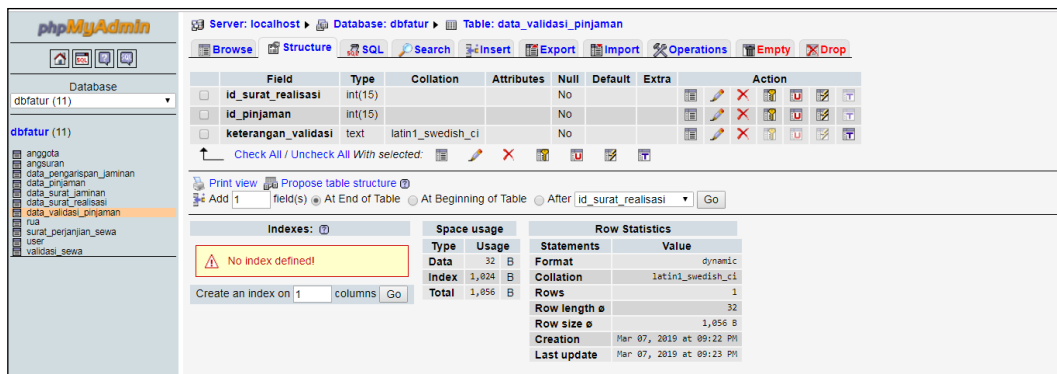 phpMyAdmin
Database
dbfatur (11)
dbfatur (11)
anggota
angsuran
data_pengarispan_jaminan
data_pinjaman
data_surat_jaminan
data_surat_realisasi
data_validasi_pinjaman
rua
surat_perjanjian_sewa
user
validasi_sewa
Server: localhost Database: dbfatur Table: data_validasi_pinjaman
Browse Structure SQL Search Insert Export Import Operations Empty Drop
Field Type Collation Attributes Null Default Extra Action
id_surat_realisasi int(15) No
id_pinjaman int(15) No
keterangan_validasi text latin1_swedish_ci No
Check All / Uncheck All With selected:
Print view Propose table structure
Add 1 field(s) At End of Table At Beginning of Table After id_surat_realisasi Go
Indexes:
No index defined!
Create an index on 1 columns Go
Space usage
Type Usage
Data 32 B
Index 1,024 B
Total 1,056 B
Row Statistics
Statements Value
Format dynamic
Collation latin1_swedish_ci
Rows 1
Row length ø 32
Row size ø 1,056 B
Creation Mar 07, 2019 at 09:22 PM
Last update Mar 07, 2019 at 09:23 PM